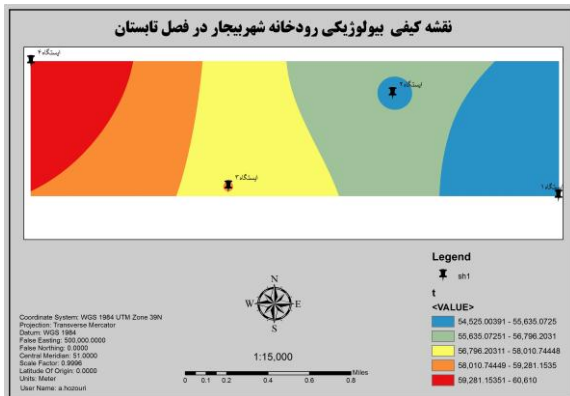 نقشه کیفی بیولوژیکی رودخانه شهربیجار در فصل تابستان
ایستگاه ۴
ایستگاه ۲
ایستگاه ۳
ایستگاه ۱
Legend
sh1
t
<VALUE>
54,525.00391 - 55,635.0725
55,635.07251 - 56,796.2031
56,796.20311 - 58,010.74448
58,010.74449 - 59,281.1535
59,281.15351 - 60,610
N
W E
S
Coordinate System: WGS 1984 UTM Zone 39N
Projection: Transverse Mercator
Datum: WGS 1984
False Easting: 500,000.0000
False Northing: 0.0000
Central Meridian: 51.0000
Scale Factor: 0.9996
Latitude Of Origin: 0.0000
Units: Meter
User Name: a.hozouri
1:15,000
Miles
0 0.1 0.2 0.4 0.6 0.8